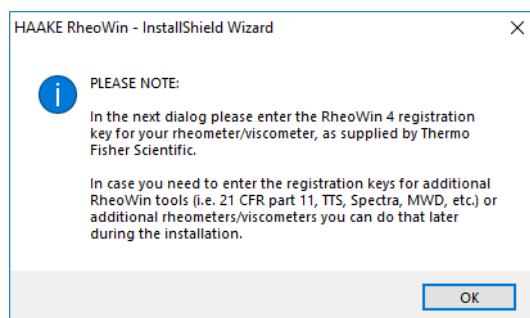 HAAKE RheoWin - InstallShield Wizard
PLEASE NOTE:
In the next dialog please enter the RheoWin 4 registration
key for your rheometer/viscometer, as supplied by Thermo
Fisher Scientific.
In case you need to enter the registration keys for additional
RheoWin tools (i.e. 21 CFR part 11, TTS, Spectra, MWD, etc.) or
additional rheometers/viscometers you can do that later
during the installation.
OK